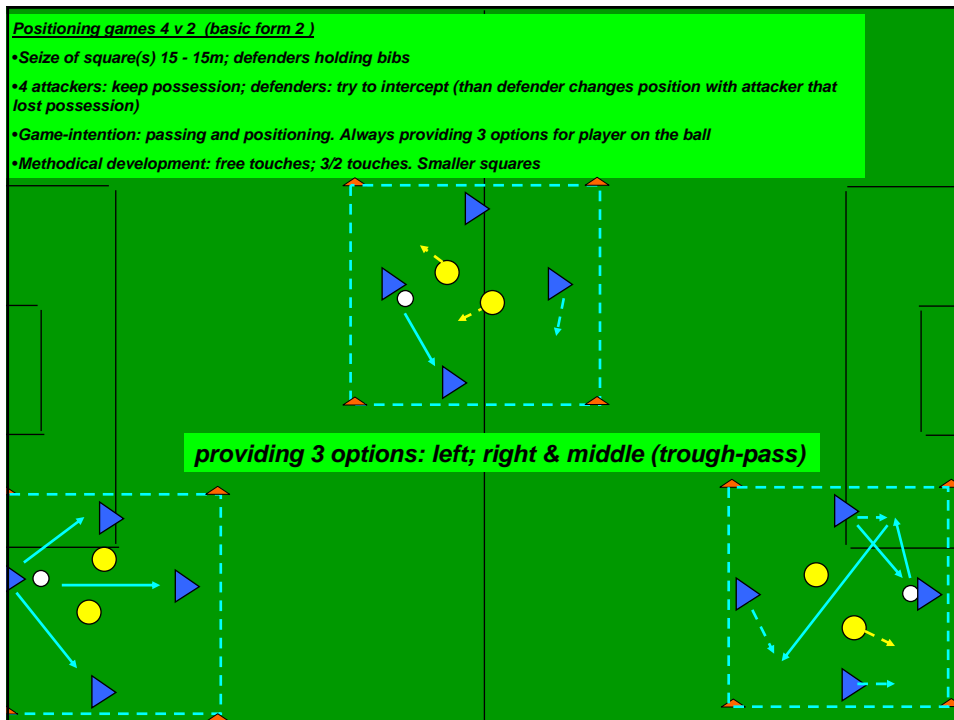 Positioning games 4 v 2 (basic form 2 )
•Seize of square(s) 15 - 15m; defenders holding bibs
•4 attackers: keep possession; defenders: try to intercept (than defender changes position with attacker that
lost possession)
•Game-intention: passing and positioning. Always providing 3 options for player on the ball
•Methodical development: free touches; 3/2 touches. Smaller squares
providing 3 options: left; right & middle (trough-pass)